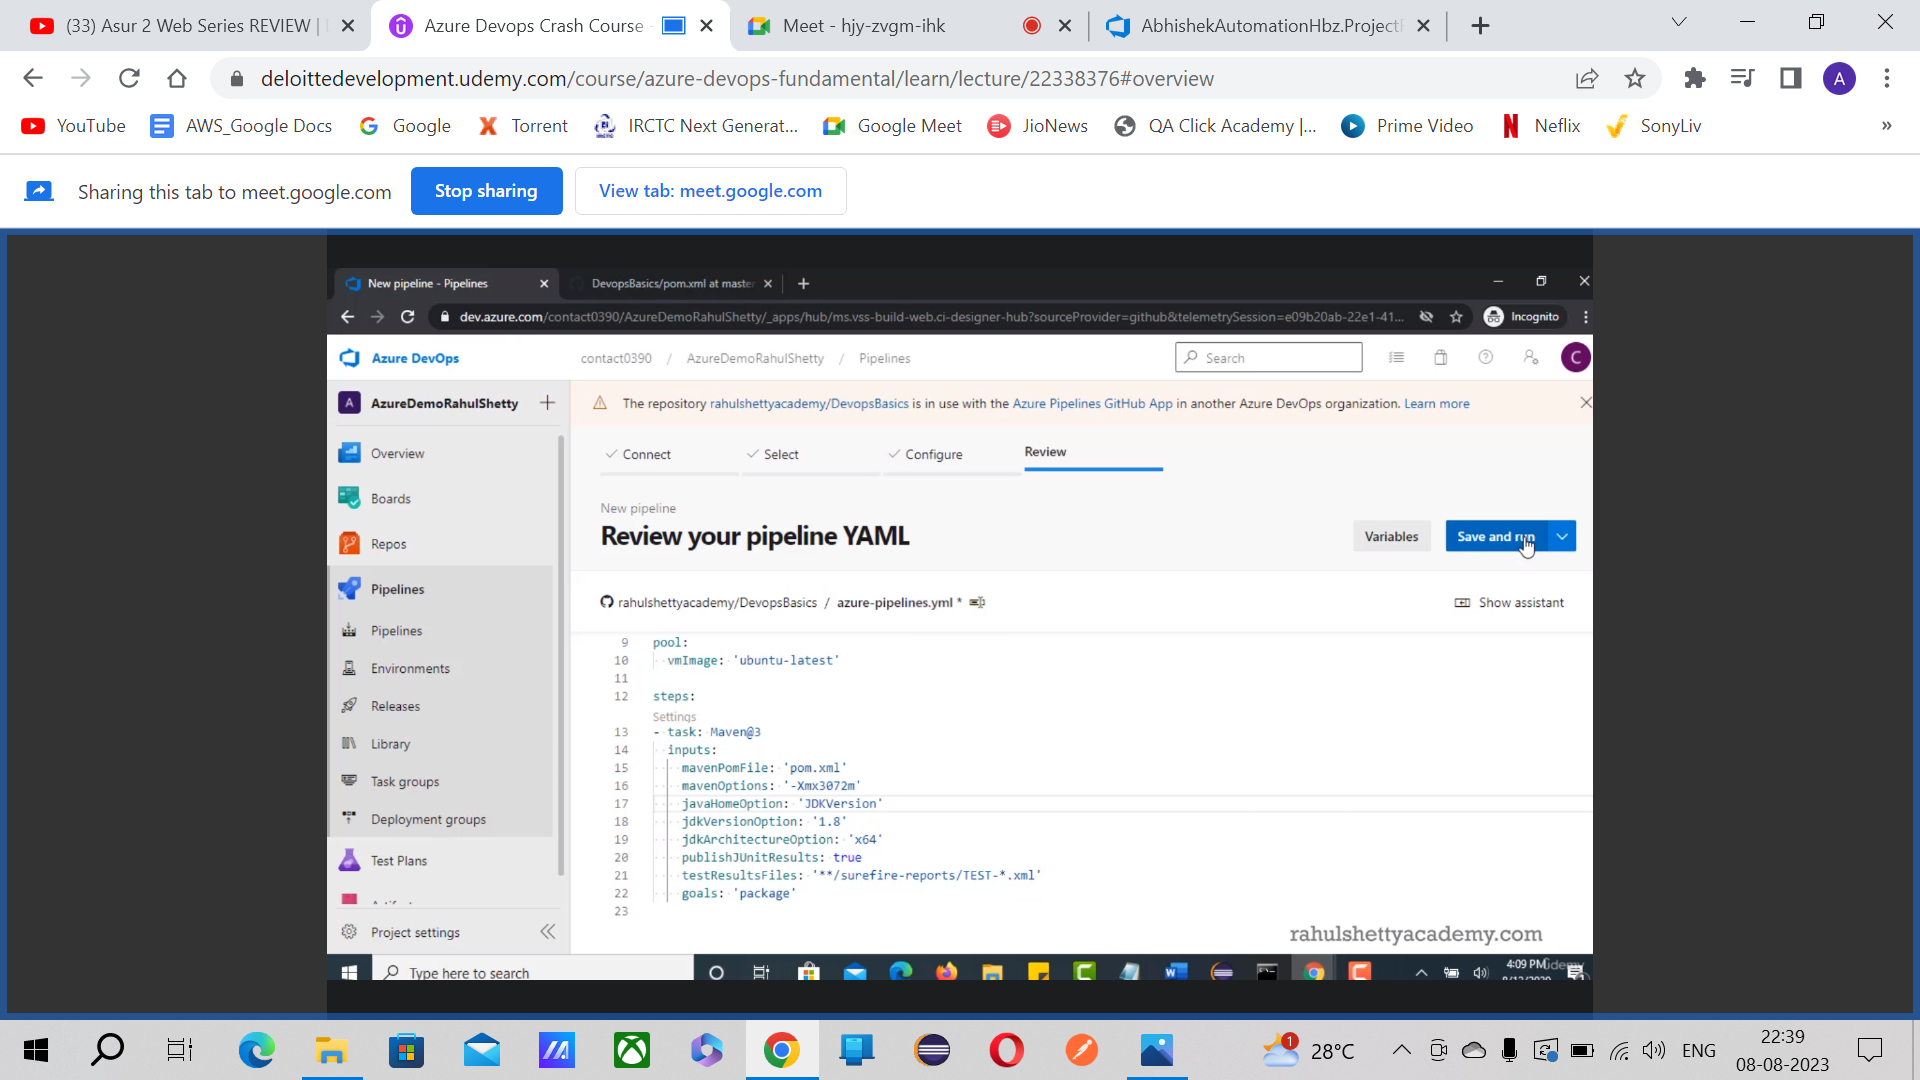 (33) Asur 2 Web Series REVIEW |
Azure Devops Crash Course -
Meet - hjy-zvgm-ihk
AbhishekAutomationHbz.Project
deloittedevelopment.udemy.com/course/azure-devops-fundamental/learn/lecture/22338376#overview
A
YouTube
AWS_Google Docs
Google
Torrent
IRCTC Next Generat...
Google Meet
JioNews
QA Click Academy |...
Prime Video
Neflix
SonyLiv
»
Sharing this tab to meet.google.com
Stop sharing
View tab: meet.google.com
New pipeline - Pipelines
DevopsBasics/pom.xml at master
dev.azure.com/contact0390/AzureDemoRahulShetty/_apps/hub/ms.vss-build-web.ci-designer-hub?sourceProvider=github&telemetrySession=e09b20ab-22e1-41...
Incognito
Azure DevOps
contact0390 / AzureDemoRahulShetty / Pipelines
Search
C
A AzureDemoRahulShetty
The repository rahulshettyacademy/DevopsBasics is in use with the Azure Pipelines GitHub App in another Azure DevOps organization. Learn more
Overview
Boards
Repos
Pipelines
Pipelines
Environments
Releases
Library
Task groups
Deployment groups
Test Plans
Project settings
Connect
Select
Configure
Review
New pipeline
Review your pipeline YAML
Variables
Save and run
rahulshettyacademy/DevopsBasics / azure-pipelines.yml *
Show assistant
9 pool:
10 vmImage: 'ubuntu-latest'
11
12 steps:
Settings
13 - task: Maven@3
14 inputs:
15 mavenPomFile: 'pom.xml'
16 mavenOptions: '-Xmx3072m'
17 javaHomeOption: 'JDKVersion'
18 jdkVersionOption: '1.8'
19 jdkArchitectureOption: 'x64'
20 publishJUnitResults: true
21 testResultsFiles: '**/surefire-reports/TEST-*.xml'
22 goals: 'package'
23
rahulshettyacademy.com
Type here to search
4:09 PM
Udemy
1
28°C
ENG
22:39
08-08-2023